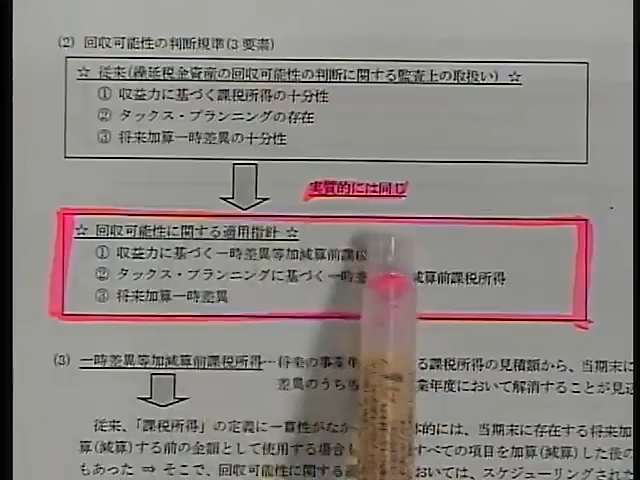 (2) 回収可能性の判断規準(3要素)
☆ 従来(繰延税金資産の回収可能性の判断に関する監査上の取扱い) ☆
① 収益力に基づく課税所得の十分性
② タックス・プランニングの存在
③ 将来加算一時差異の十分性
実質的には同じ
☆ 回収可能性に関する適用指針 ☆
① 収益力に基づく一時差異等加減算前課税
② タックス・プランニングに基づく一時差 減算前課税所得
③ 将来加算一時差異
(3) 一時差異等加減算前課税所得…将来の事業年 る課税所得の見積額から、当期末に
差異のうち当 業年度において解消することが見込
従来、「課税所得」の定義に一貫性がなか 的には、当期末に存在する将来加
算(減算)する前の金額として使用する場合 すべての項目を加算(減算)した後の
もあった ⇒ そこで、回収可能性に関する適 おいては、スケジューリングされた